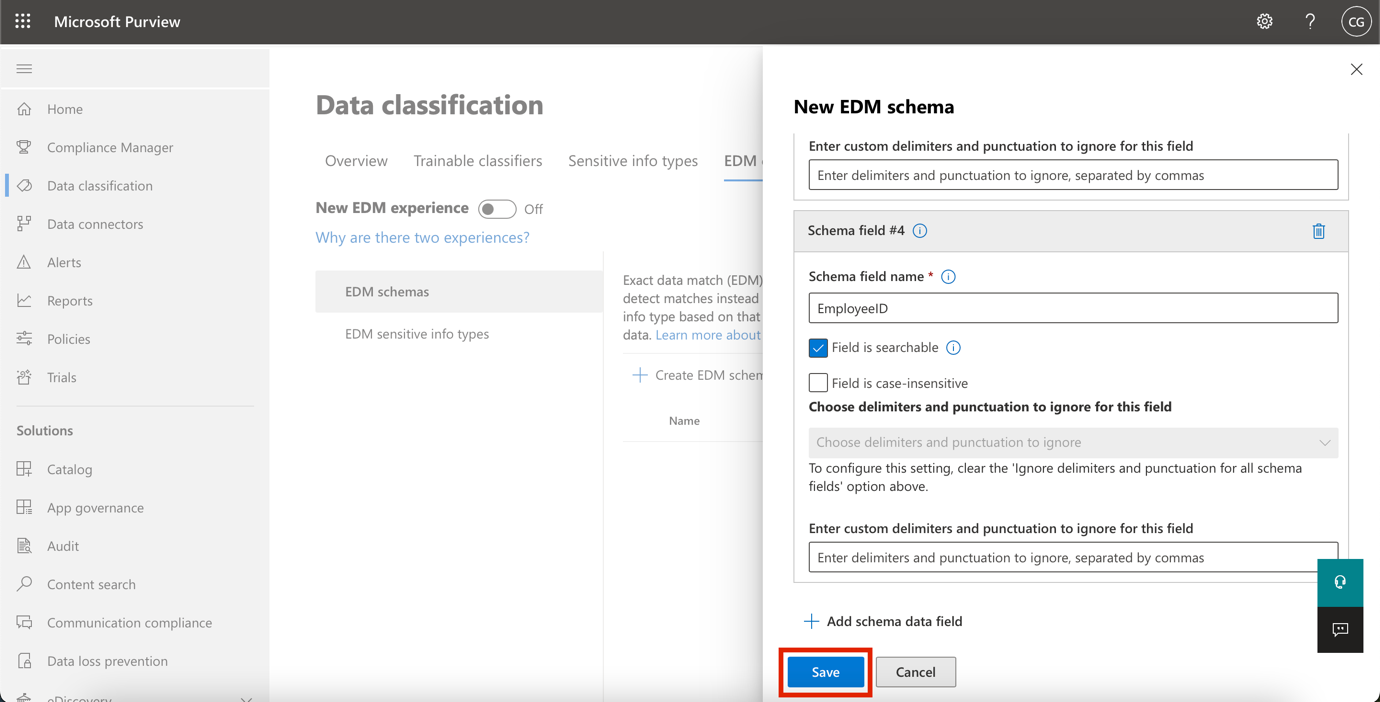 Microsoft Purview
?
CG
Home
Compliance Manager
Data classification
Data connectors
Alerts
Reports
Policies
Trials
Solutions
Catalog
App governance
Audit
Content search
Communication compliance
Data loss prevention
eDiscovery
Data classification
Overview
Trainable classifiers
Sensitive info types
EDM
New EDM experience
Off
Why are there two experiences?
EDM schemas
EDM sensitive info types
Exact data match (EDM)
detect matches instead
info type based on that
data. Learn more about
Create EDM schem
Name
New EDM schema
Enter custom delimiters and punctuation to ignore for this field
Enter delimiters and punctuation to ignore, separated by commas
Schema field #4
Schema field name *
EmployeeID
Field is searchable
Field is case-insensitive
Choose delimiters and punctuation to ignore for this field
Choose delimiters and punctuation to ignore
To configure this setting, clear the 'Ignore delimiters and punctuation for all schema
fields' option above.
Enter custom delimiters and punctuation to ignore for this field
Enter delimiters and punctuation to ignore, separated by commas
Add schema data field
Save
Cancel